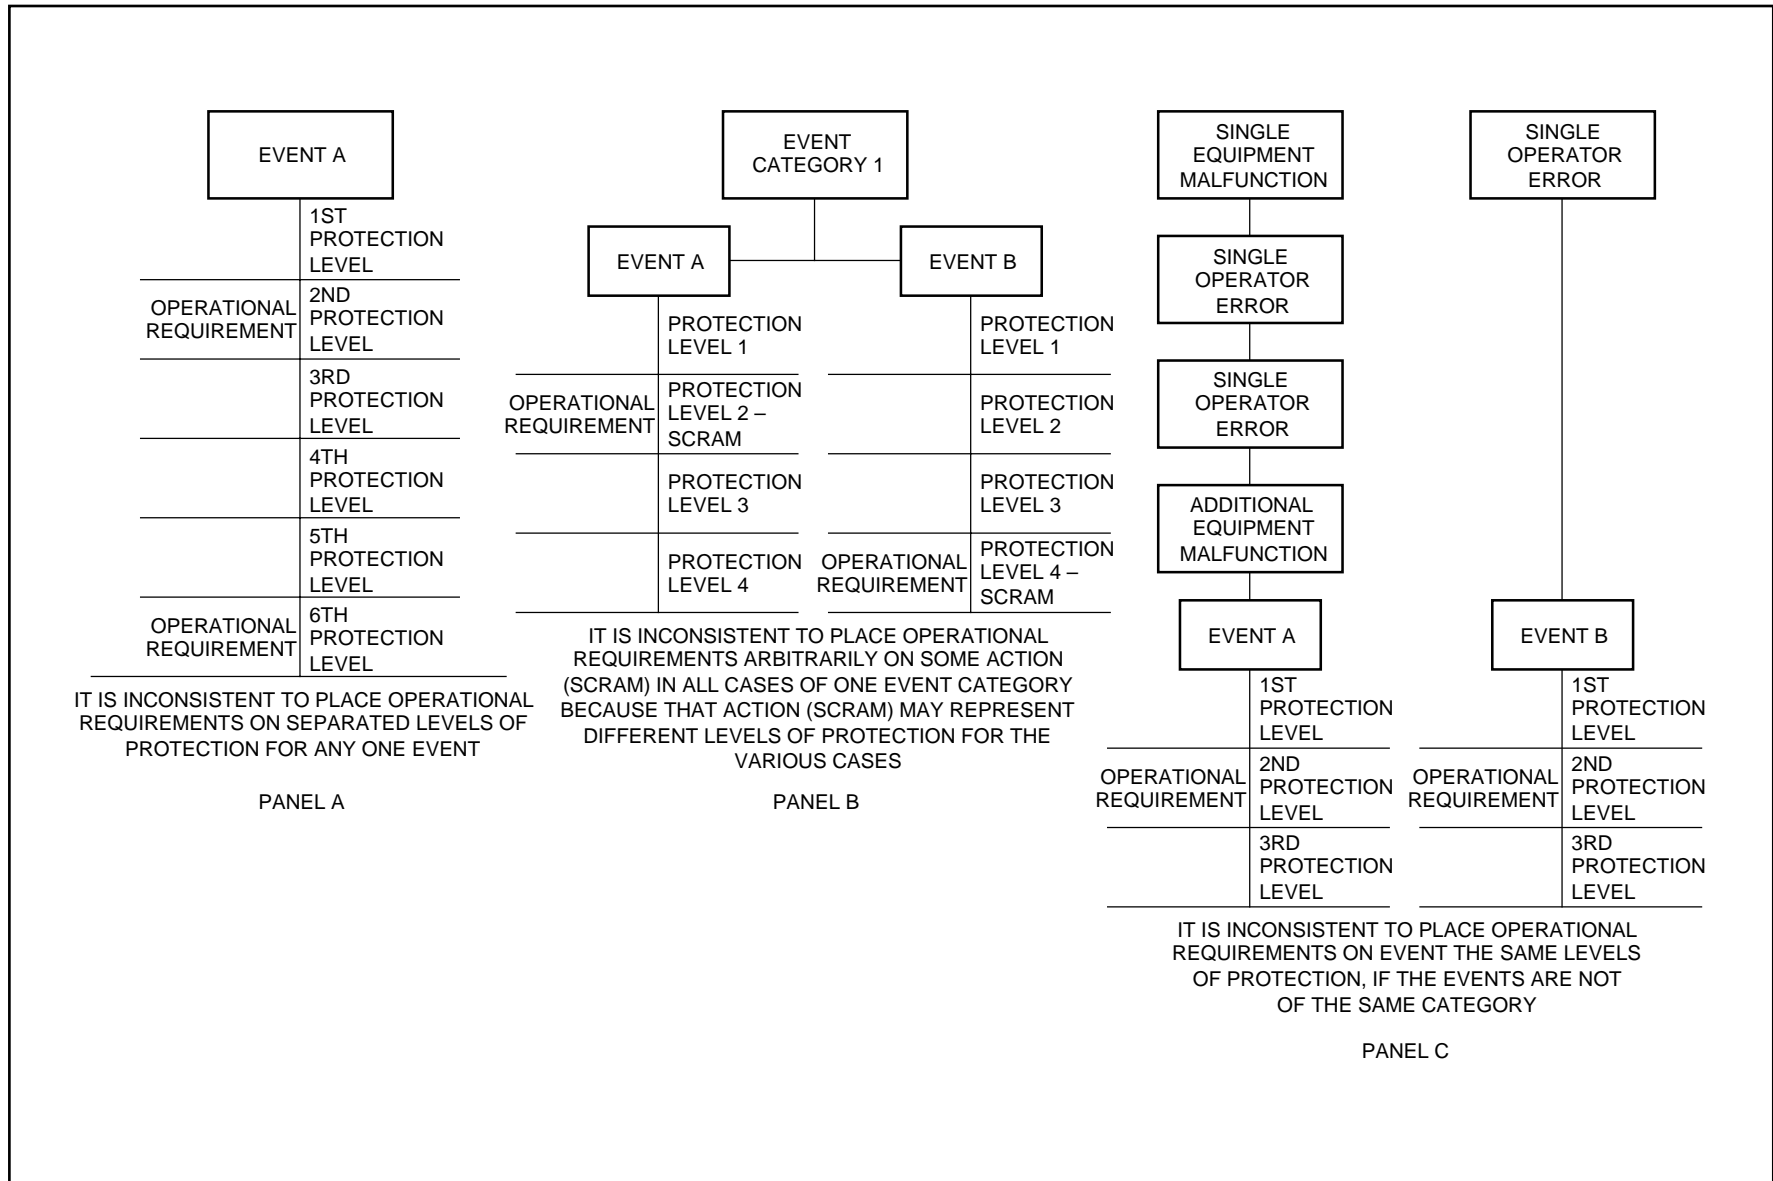 EVENT A
1ST
PROTECTION
LEVEL
OPERATIONAL
REQUIREMENT
2ND
PROTECTION
LEVEL
3RD
PROTECTION
LEVEL
4TH
PROTECTION
LEVEL
5TH
PROTECTION
LEVEL
OPERATIONAL
REQUIREMENT
6TH
PROTECTION
LEVEL
IT IS INCONSISTENT TO PLACE OPERATIONAL
REQUIREMENTS ON SEPARATED LEVELS OF
PROTECTION FOR ANY ONE EVENT
PANEL A
EVENT
CATEGORY 1
EVENT A
PROTECTION
LEVEL 1
OPERATIONAL
REQUIREMENT
PROTECTION
LEVEL 2 –
SCRAM
PROTECTION
LEVEL 3
PROTECTION
LEVEL 4
EVENT B
PROTECTION
LEVEL 1
PROTECTION
LEVEL 2
PROTECTION
LEVEL 3
OPERATIONAL
REQUIREMENT
PROTECTION
LEVEL 4 –
SCRAM
IT IS INCONSISTENT TO PLACE OPERATIONAL
REQUIREMENTS ARBITRARILY ON SOME ACTION
(SCRAM) IN ALL CASES OF ONE EVENT CATEGORY
BECAUSE THAT ACTION (SCRAM) MAY REPRESENT
DIFFERENT LEVELS OF PROTECTION FOR THE
VARIOUS CASES
PANEL B
SINGLE
EQUIPMENT
MALFUNCTION
SINGLE
OPERATOR
ERROR
SINGLE
OPERATOR
ERROR
ADDITIONAL
EQUIPMENT
MALFUNCTION
EVENT A
1ST
PROTECTION
LEVEL
OPERATIONAL
REQUIREMENT
2ND
PROTECTION
LEVEL
3RD
PROTECTION
LEVEL
SINGLE
OPERATOR
ERROR
EVENT B
1ST
PROTECTION
LEVEL
OPERATIONAL
REQUIREMENT
2ND
PROTECTION
LEVEL
3RD
PROTECTION
LEVEL
IT IS INCONSISTENT TO PLACE OPERATIONAL
REQUIREMENTS ON EVENT THE SAME LEVELS
OF PROTECTION, IF THE EVENTS ARE NOT
OF THE SAME CATEGORY
PANEL C